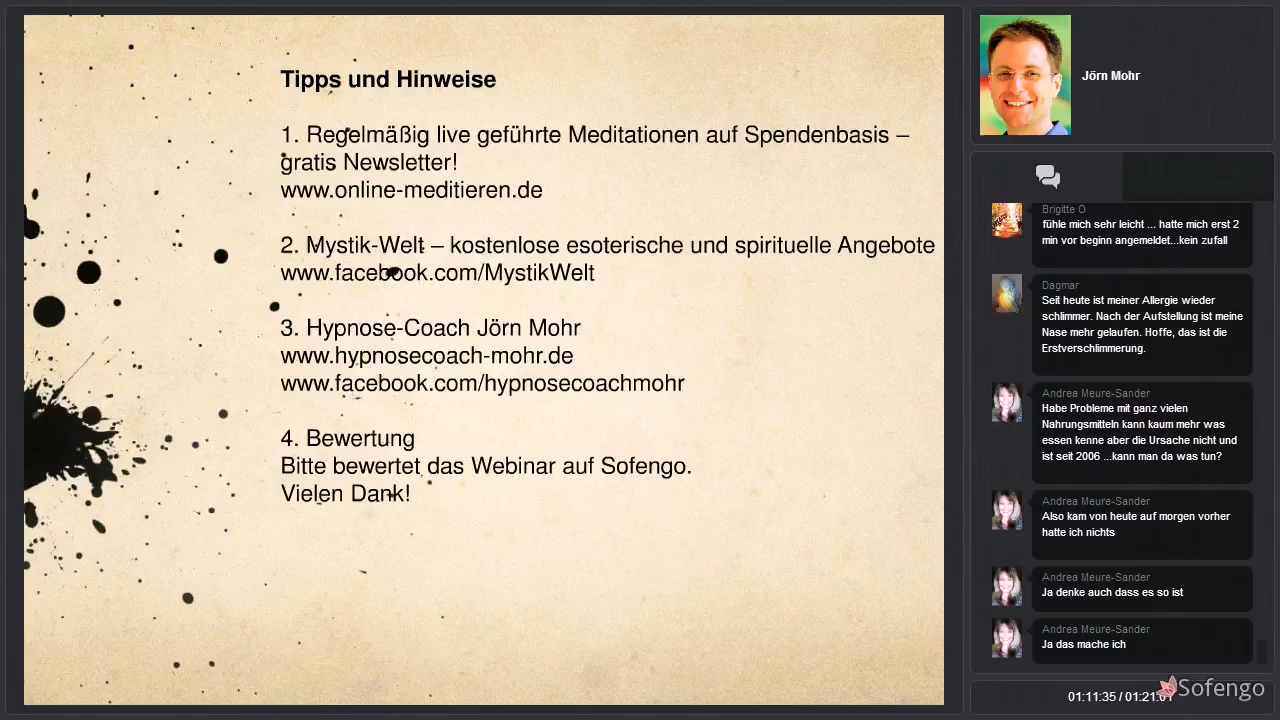 Tipps und Hinweise
1. Regelmäßig live geführte Meditationen auf Spendenbasis –
gratis Newsletter!
www.online-meditieren.de
2. Mystik-Welt – kostenlose esoterische und spirituelle Angebote
www.facebook.com/MystikWelt
3. Hypnose-Coach Jörn Mohr
www.hypnosecoach-mohr.de
www.facebook.com/hypnosecoachmohr
4. Bewertung
Bitte bewertet das Webinar auf Sofengo.
Vielen Dank!
Jörn Mohr
Brigitte O
fühle mich sehr leicht ... hatte mich erst 2
min vor beginn angemeldet...kein zufall
Dagmar
Seit heute ist meiner Allergie wieder
schlimmer. Nach der Aufstellung ist meine
Nase mehr gelaufen. Hoffe, das ist die
Erstverschlimmerung.
Andrea Meure-Sander
Habe Probleme mit ganz vielen
Nahrungsmitteln kann kaum mehr was
essen kenne aber die Ursache nicht und
ist seit 2006 ...kann man da was tun?
Andrea Meure-Sander
Also kam von heute auf morgen vorher
hatte ich nichts
Andrea Meure-Sander
Ja denke auch dass es so ist
Andrea Meure-Sander
Ja das mache ich
Sofengo
01:11:35 / 01:21:01